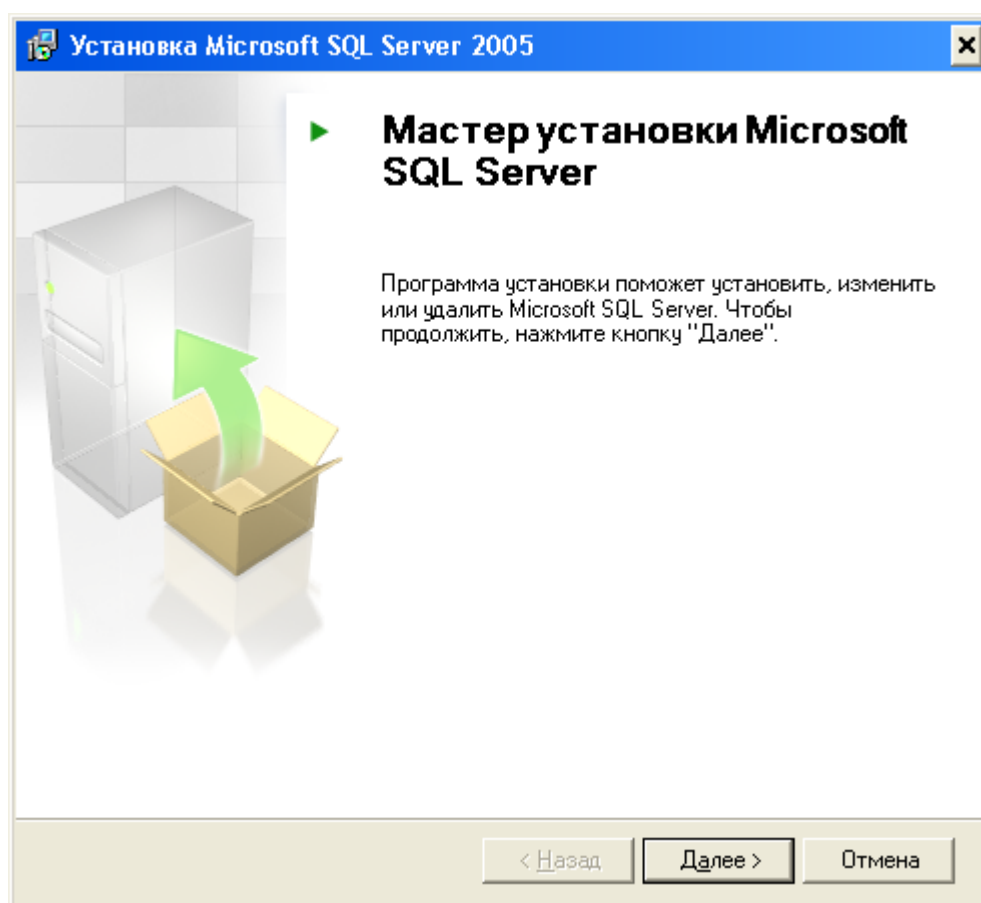 Установка Microsoft SQL Server 2005
Мастер установки Microsoft
SQL Server
Программа установки поможет установить, изменить
или удалить Microsoft SQL Server. Чтобы
продолжить, нажмите кнопку "Далее".
< Назад
Далее >
Отмена